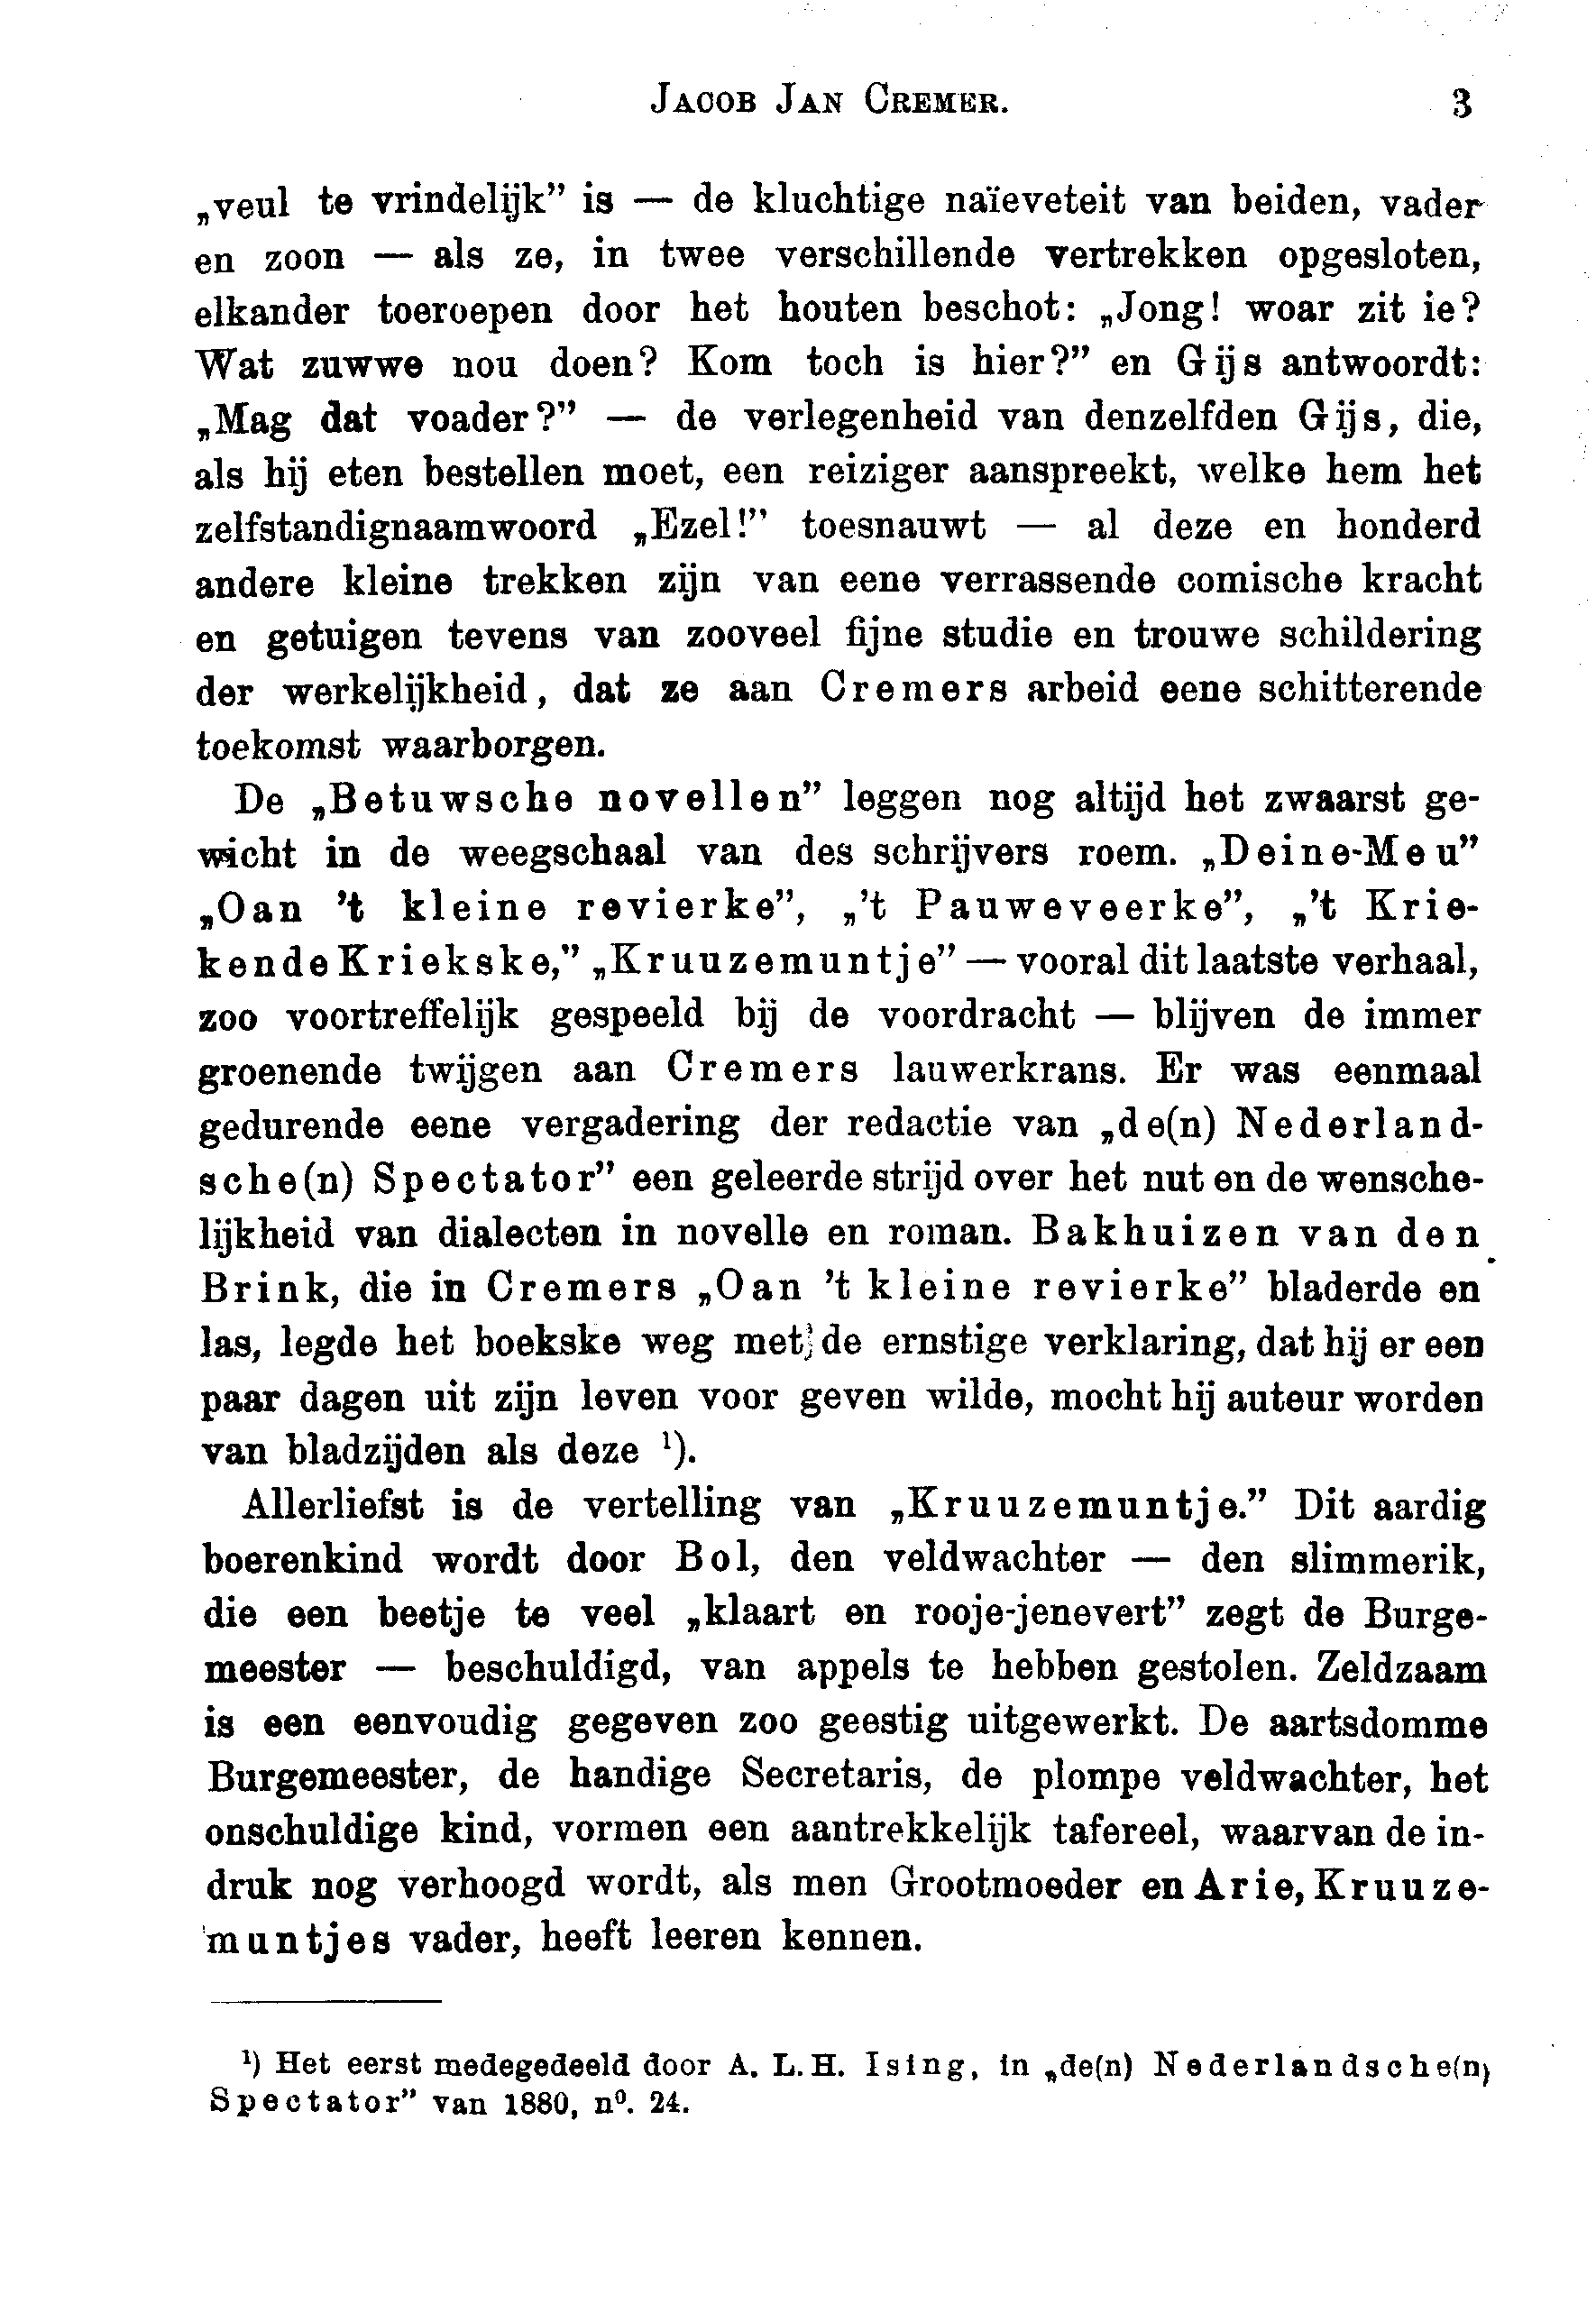 JACOB JAN CREMER. 3
„veul te vrindelijk” is — de kluchtige naïeveteit van beiden, vader
en zoon — als ze, in twee verschillende vertrekken opgesloten,
elkander toeroepen door het houten beschot: „Jong! woar zit ie?
Wat zuwwe nou doen? Kom toch is hier?” en Gijs antwoordt:
„Mag dat voader?” — de verlegenheid van denzelfden Gijs, die,
als hij eten bestellen moet, een reiziger aanspreekt, welke hem het
zelfstandignaamwoord „Ezel!” toesnauwt — al deze en honderd
andere kleine trekken zijn van eene verrassende comische kracht
en getuigen tevens van zooveel fijne studie en trouwe schildering
der werkelijkheid, dat ze aan Cremers arbeid eene schitterende
toekomst waarborgen.
De „Betuwsche novellen” leggen nog altijd het zwaarst ge-
wicht in de weegschaal van des schrijvers roem. „Deine-Meu”
„Oan 't kleine revierke”, „'t Pauweveerke”, „'t Krie-
kende Kriekske,” „Kruuzemuntje” — vooral dit laatste verhaal,
zoo voortreffelijk gespeeld bij de voordracht — blijven de immer
groenende twijgen aan Cremers lauwerkrans. Er was eenmaal
gedurende eene vergadering der redactie van „de(n) Nederland-
sche(n) Spectator” een geleerde strijd over het nut en de wensche-
lijkheid van dialecten in novelle en roman. Bakhuizen van den
Brink, die in Cremers „Oan 't kleine revierke” bladerde en
las, legde het boekske weg met de ernstige verklaring, dat hij er een
paar dagen uit zijn leven voor geven wilde, mocht hij auteur worden
van bladzijden als deze ¹).
Allerliefst is de vertelling van „Kruuzemuntje.” Dit aardig
boerenkind wordt door Bol, den veldwachter — den slimmerik,
die een beetje te veel „klaart en rooje-jenevert” zegt de Burge-
meester — beschuldigd, van appels te hebben gestolen. Zeldzaam
is een eenvoudig gegeven zoo geestig uitgewerkt. De aartsdomme
Burgemeester, de handige Secretaris, de plompe veldwachter, het
onschuldige kind, vormen een aantrekkelijk tafereel, waarvan de in-
druk nog verhoogd wordt, als men Grootmoeder en Arie, Kruuze-
muntjes vader, heeft leeren kennen.
¹) Het eerst medegedeeld door A. L. H. Ising, in „de(n) Nederlandsche(n)
Spectator” van 1880, n⁰. 24.